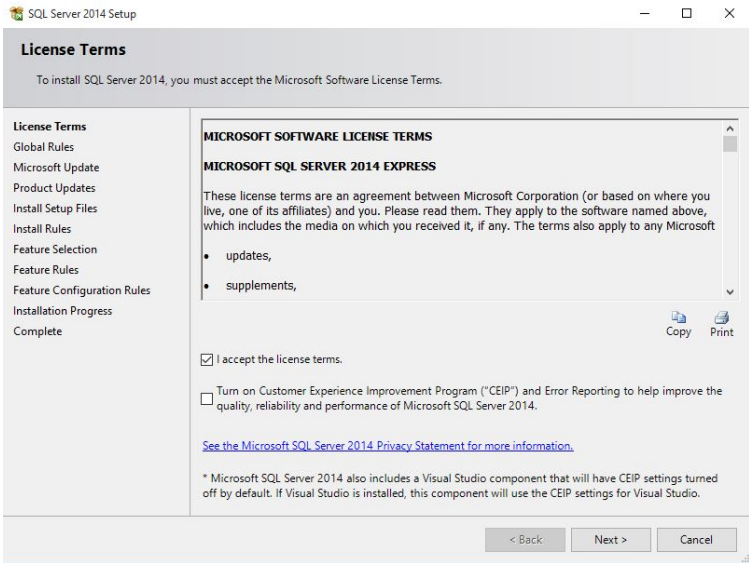 SQL Server 2014 Setup
License Terms
To install SQL Server 2014, you must accept the Microsoft Software License Terms.
License Terms
Global Rules
Microsoft Update
Product Updates
Install Setup Files
Install Rules
Feature Selection
Feature Rules
Feature Configuration Rules
Installation Progress
Complete
MICROSOFT SOFTWARE LICENSE TERMS
MICROSOFT SQL SERVER 2014 EXPRESS
These license terms are an agreement between Microsoft Corporation (or based on where you
live, one of its affiliates) and you. Please read them. They apply to the software named above,
which includes the media on which you received it, if any. The terms also apply to any Microsoft
• updates,
• supplements,
Copy Print
I accept the license terms.
Turn on Customer Experience Improvement Program ("CEIP") and Error Reporting to help improve the
quality, reliability and performance of Microsoft SQL Server 2014.
See the Microsoft SQL Server 2014 Privacy Statement for more information.
* Microsoft SQL Server 2014 also includes a Visual Studio component that will have CEIP settings turned
off by default. If Visual Studio is installed, this component will use the CEIP settings for Visual Studio.
< Back Next > Cancel